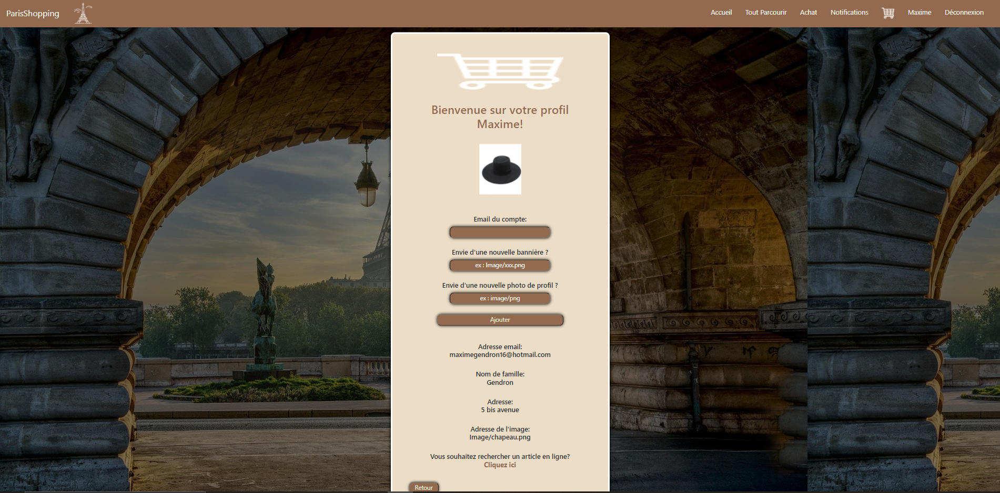 ParisShopping
Accueil
Tout Parcourir
Achat
Notifications
Maxime
Déconnexion
Bienvenue sur votre profil
Maxime!
Email du compte:
Envie d'une nouvelle bannière ?
ex : Image/xxx.png
Envie d'une nouvelle photo de profil ?
ex : image/png
Ajouter
Adresse email:
maximegendron16@hotmail.com
Nom de famille:
Gendron
Adresse:
5 bis avenue
Adresse de l'image:
Image/chapeau.png
Vous souhaitez rechercher un article en ligne?
Cliquez ici
Retour